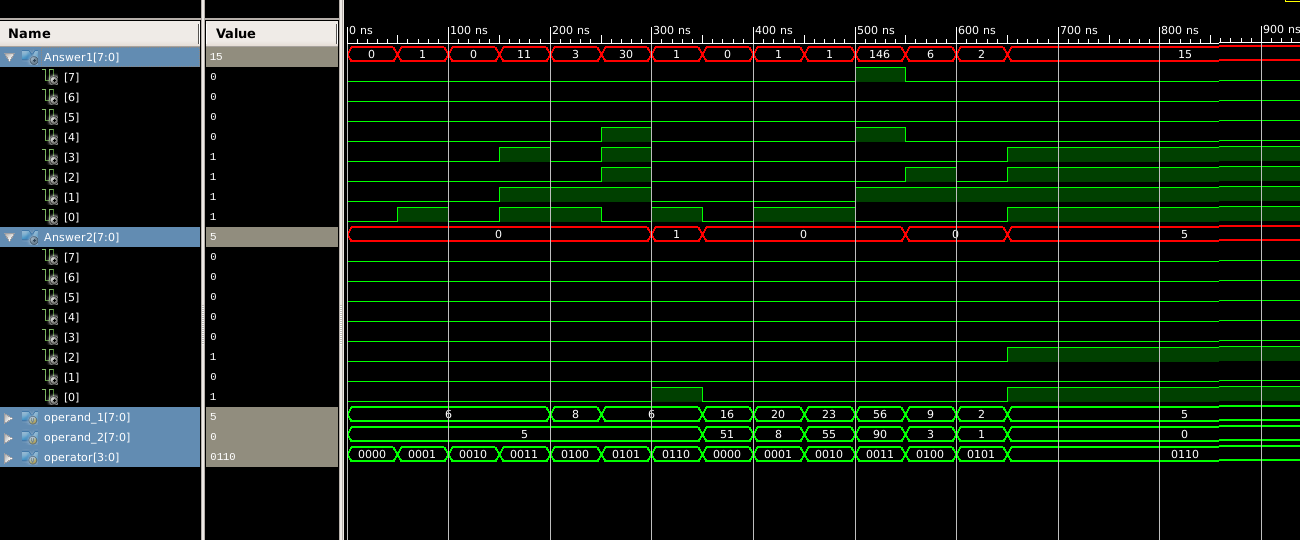 Name Value 0 ns 100 ns 200 ns 300 ns 400 ns 500 ns 600 ns 700 ns 800 ns 900 ns
Answer1[7:0] 15 0 1 0 11 3 30 1 0 1 1 146 6 2 15
[7] 0
[6] 0
[5] 0
[4] 0
[3] 1
[2] 1
[1] 1
[0] 1
Answer2[7:0] 5 0 1 0 0 5
[7] 0
[6] 0
[5] 0
[4] 0
[3] 0
[2] 1
[1] 0
[0] 1
operand_1[7:0] 5 6 8 6 16 20 23 56 9 2 5
operand_2[7:0] 0 5 51 8 55 90 3 1 0
operator[3:0] 0110 0000 0001 0010 0011 0100 0101 0110 0000 0001 0010 0011 0100 0101 0110